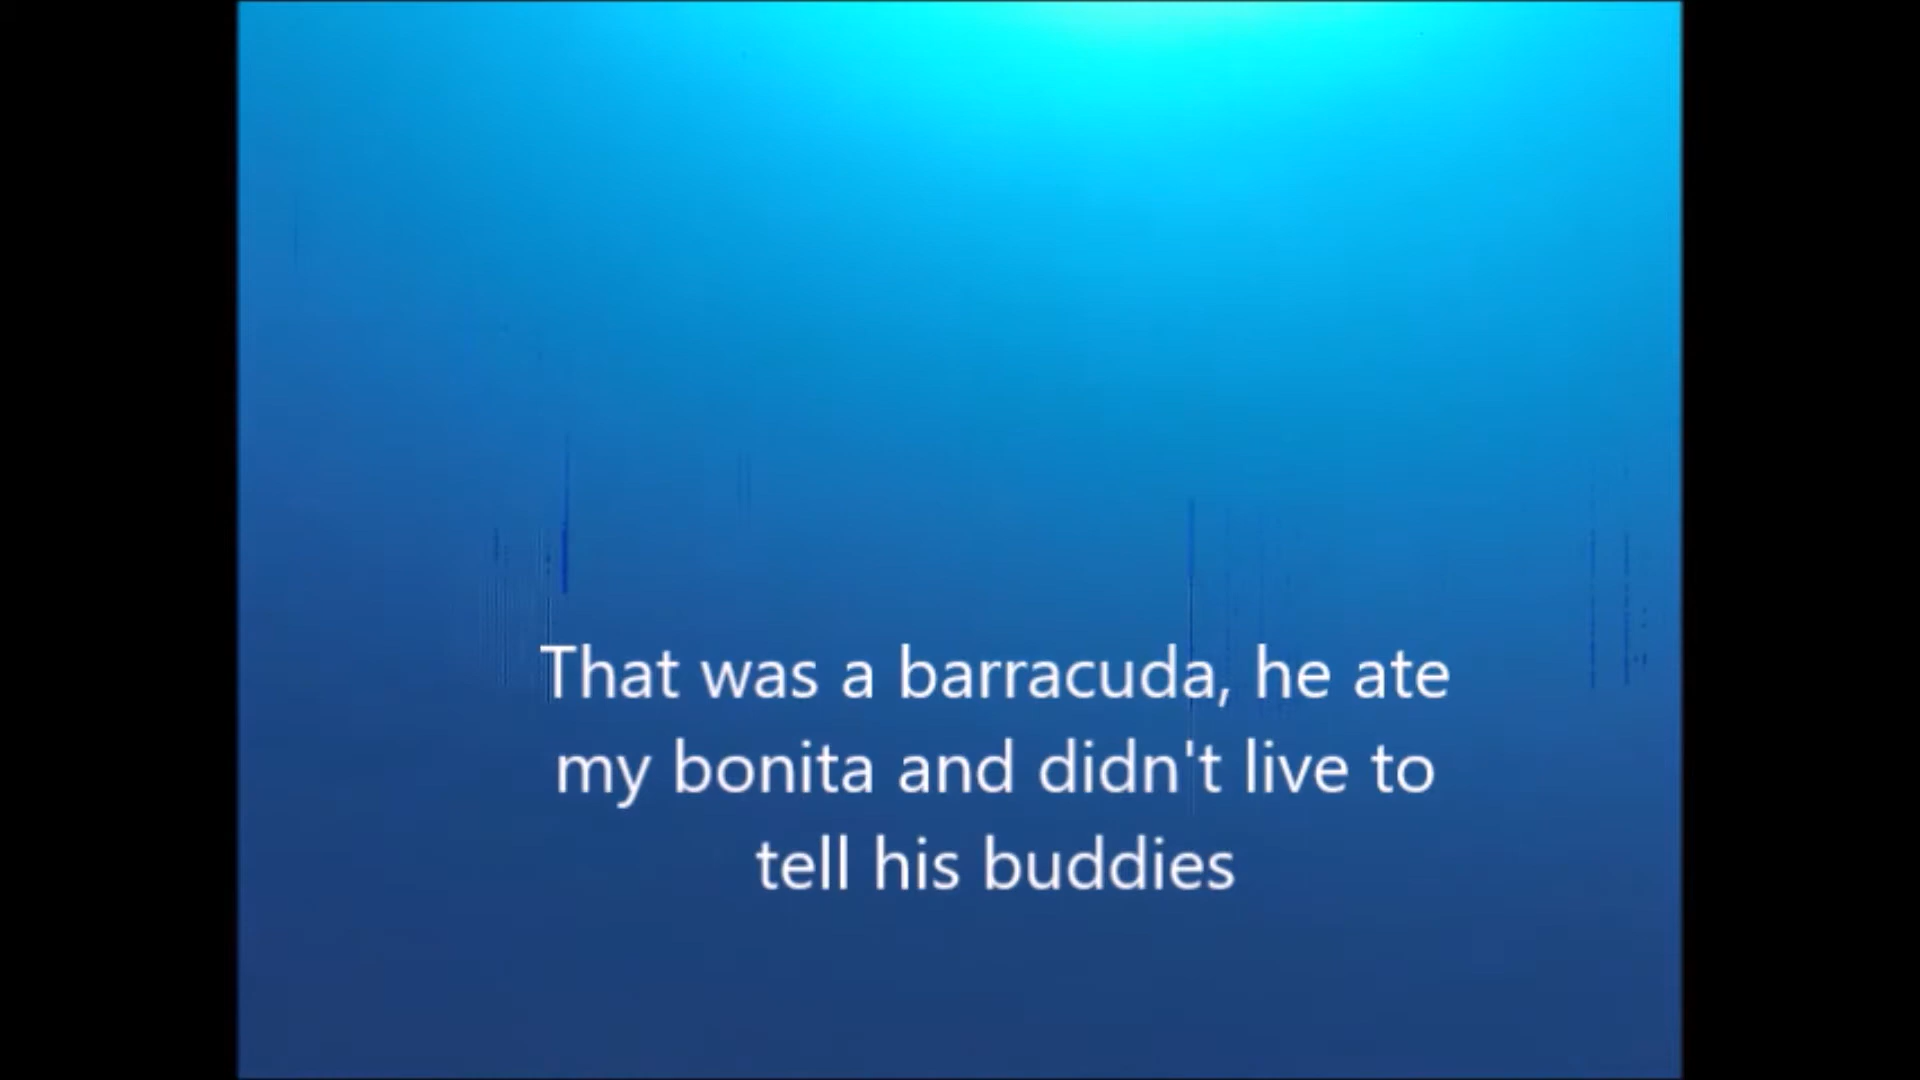 That was a barracuda, he ate
my bonita and didn't live to
tell his buddies